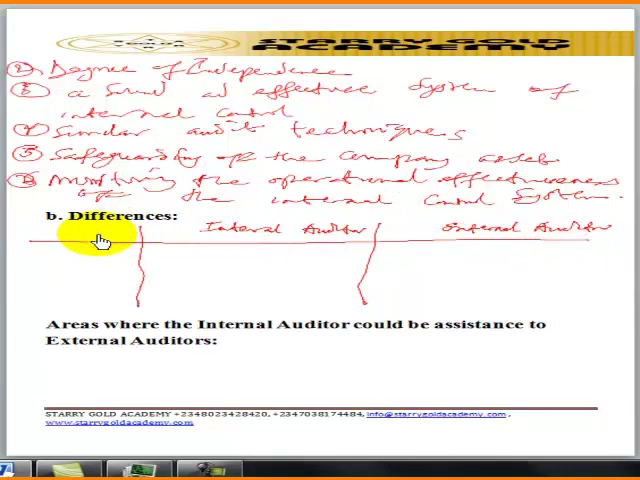 STARRY GOLD
ACADEMY
② Degree of Independence
③ a Sound and effective System of
internal Control
④ Similar audit techniques
⑤ Safeguarding of the Company assets
⑥ Monitoring the operational effectiveness
of the internal Control System.
b. Differences:
Internal Auditor External Auditor
Areas where the Internal Auditor could be assistance to
External Auditors:
STARRY GOLD ACADEMY +2348023428420, +2347038174484, info@starrygoldacademy.com ,
www.starrygoldacademy.com